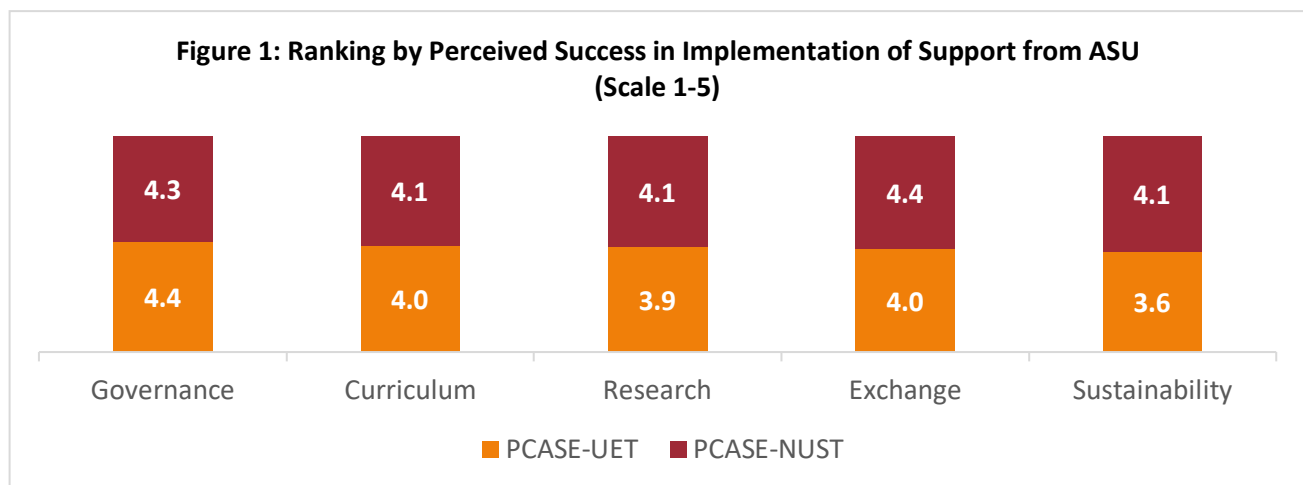 Figure 1: Ranking by Perceived Success in Implementation of Support from ASU
(Scale 1-5)
4.3 4.1 4.1 4.4 4.1
4.4 4.0 3.9 4.0 3.6
Governance Curriculum Research Exchange Sustainability
PCASE-UET PCASE-NUST